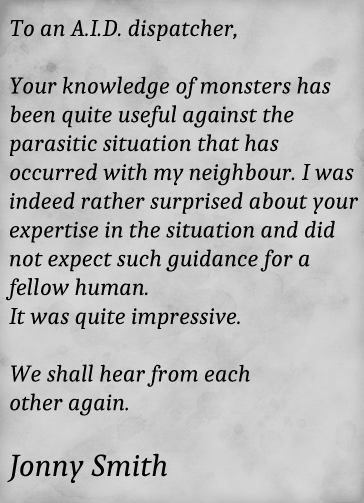 To an A.I.D. dispatcher,
Your knowledge of monsters has
been quite useful against the
parasitic situation that has
occurred with my neighbour. I was
indeed rather surprised about your
expertise in the situation and did
not expect such guidance for a
fellow human.
It was quite impressive.
We shall hear from each
other again.
Jonny Smith